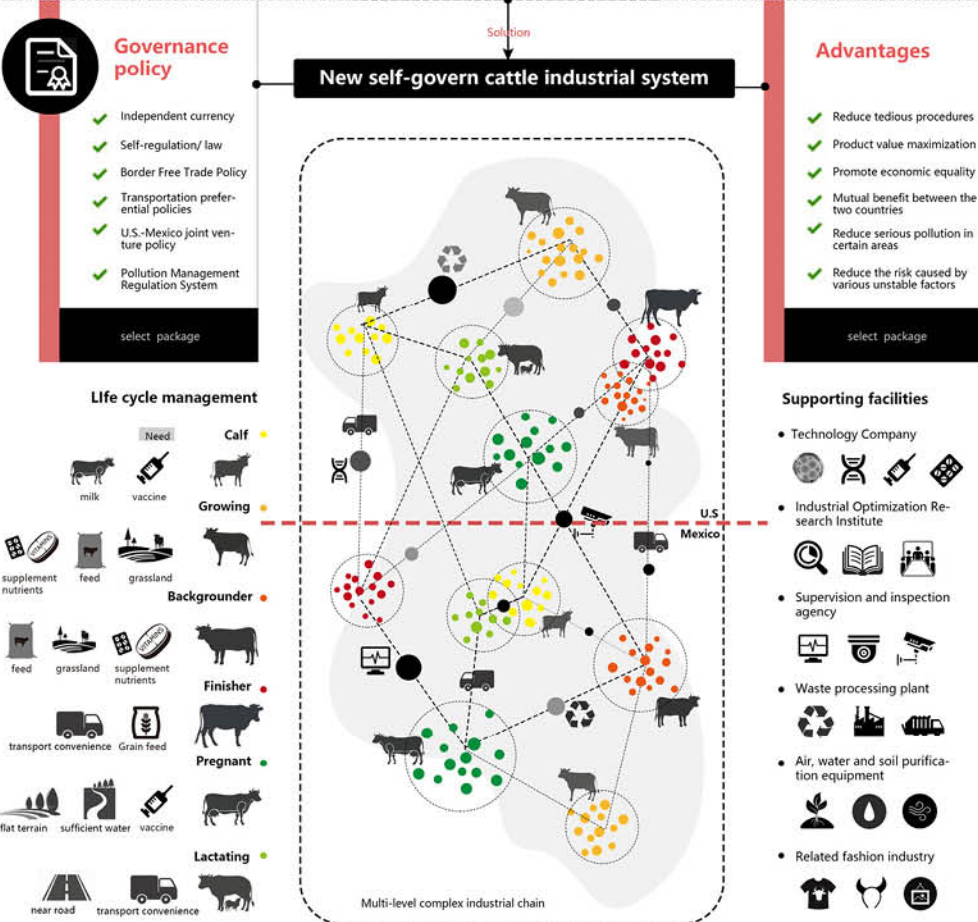 Solution
New self-govern cattle industrial system
Governance
policy
Independent currency
Self-regulation/ law
Border Free Trade Policy
Transportation prefer-
ential policies
U.S.-Mexico joint ven-
ture policy
Pollution Management
Regulation System
select package
Advantages
Reduce tedious procedures
Product value maximization
Promote economic equality
Mutual benefit between the
two countries
Reduce serious pollution in
certain areas
Reduce the risk caused by
various unstable factors
select package
LIfe cycle management
Need
Calf
milk
vaccine
Growing
VITAMINS
supplement
nutrients
feed
grassland
Backgrounder
VITAMINS
feed
grassland
supplement
nutrients
Finisher
transport convenience
Grain feed
Pregnant
flat terrain
sufficient water
vaccine
Lactating
near road
transport convenience
U.S
Mexico
Multi-level complex industrial chain
Supporting facilities
Technology Company
Industrial Optimization Re-
search Institute
Supervision and inspection
agency
Waste processing plant
Air, water and soil purifica-
tion equipment
Related fashion industry